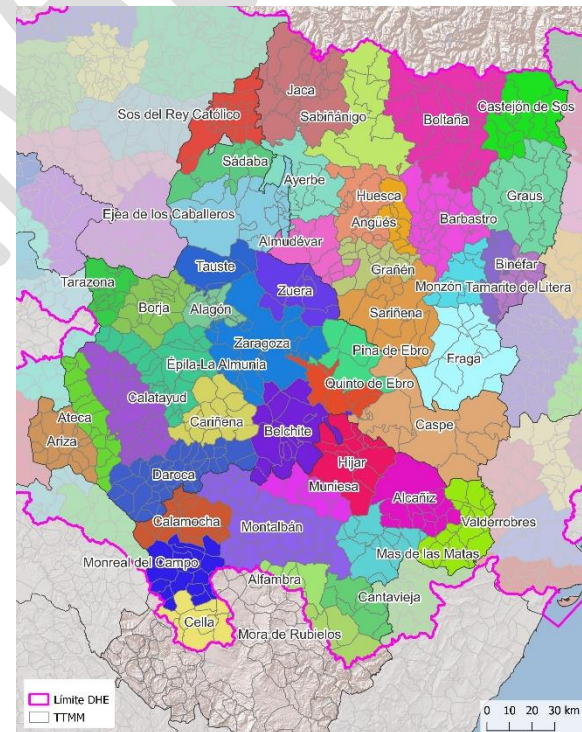 Jaca
Sos del Rey Católico
Sabiñánigo
Boltaña
Castejón de Sos
Sádaba
Ayerbe
Huesca
Graus
Ejea de los Caballeros
Angüés
Barbastro
Almudévar
Tauste
Grañén
Binéfar
Tarazona
Zuera
Monzón
Tamarite de Litera
Borja
Alagón
Sariñena
Zaragoza
Pina de Ebro
Fraga
Épila-La Almunia
Quinto de Ebro
Calatayud
Ateca
Cariñena
Caspe
Ariza
Belchite
Daroca
Híjar
Muniesa
Alcañiz
Calamocha
Montalbán
Valderrobres
Mas de las Matas
Monreal del Campo
Alfambra
Cantavieja
Cella
Mora de Rubielos
Límite DHE
TTMM
0 10 20 30 km